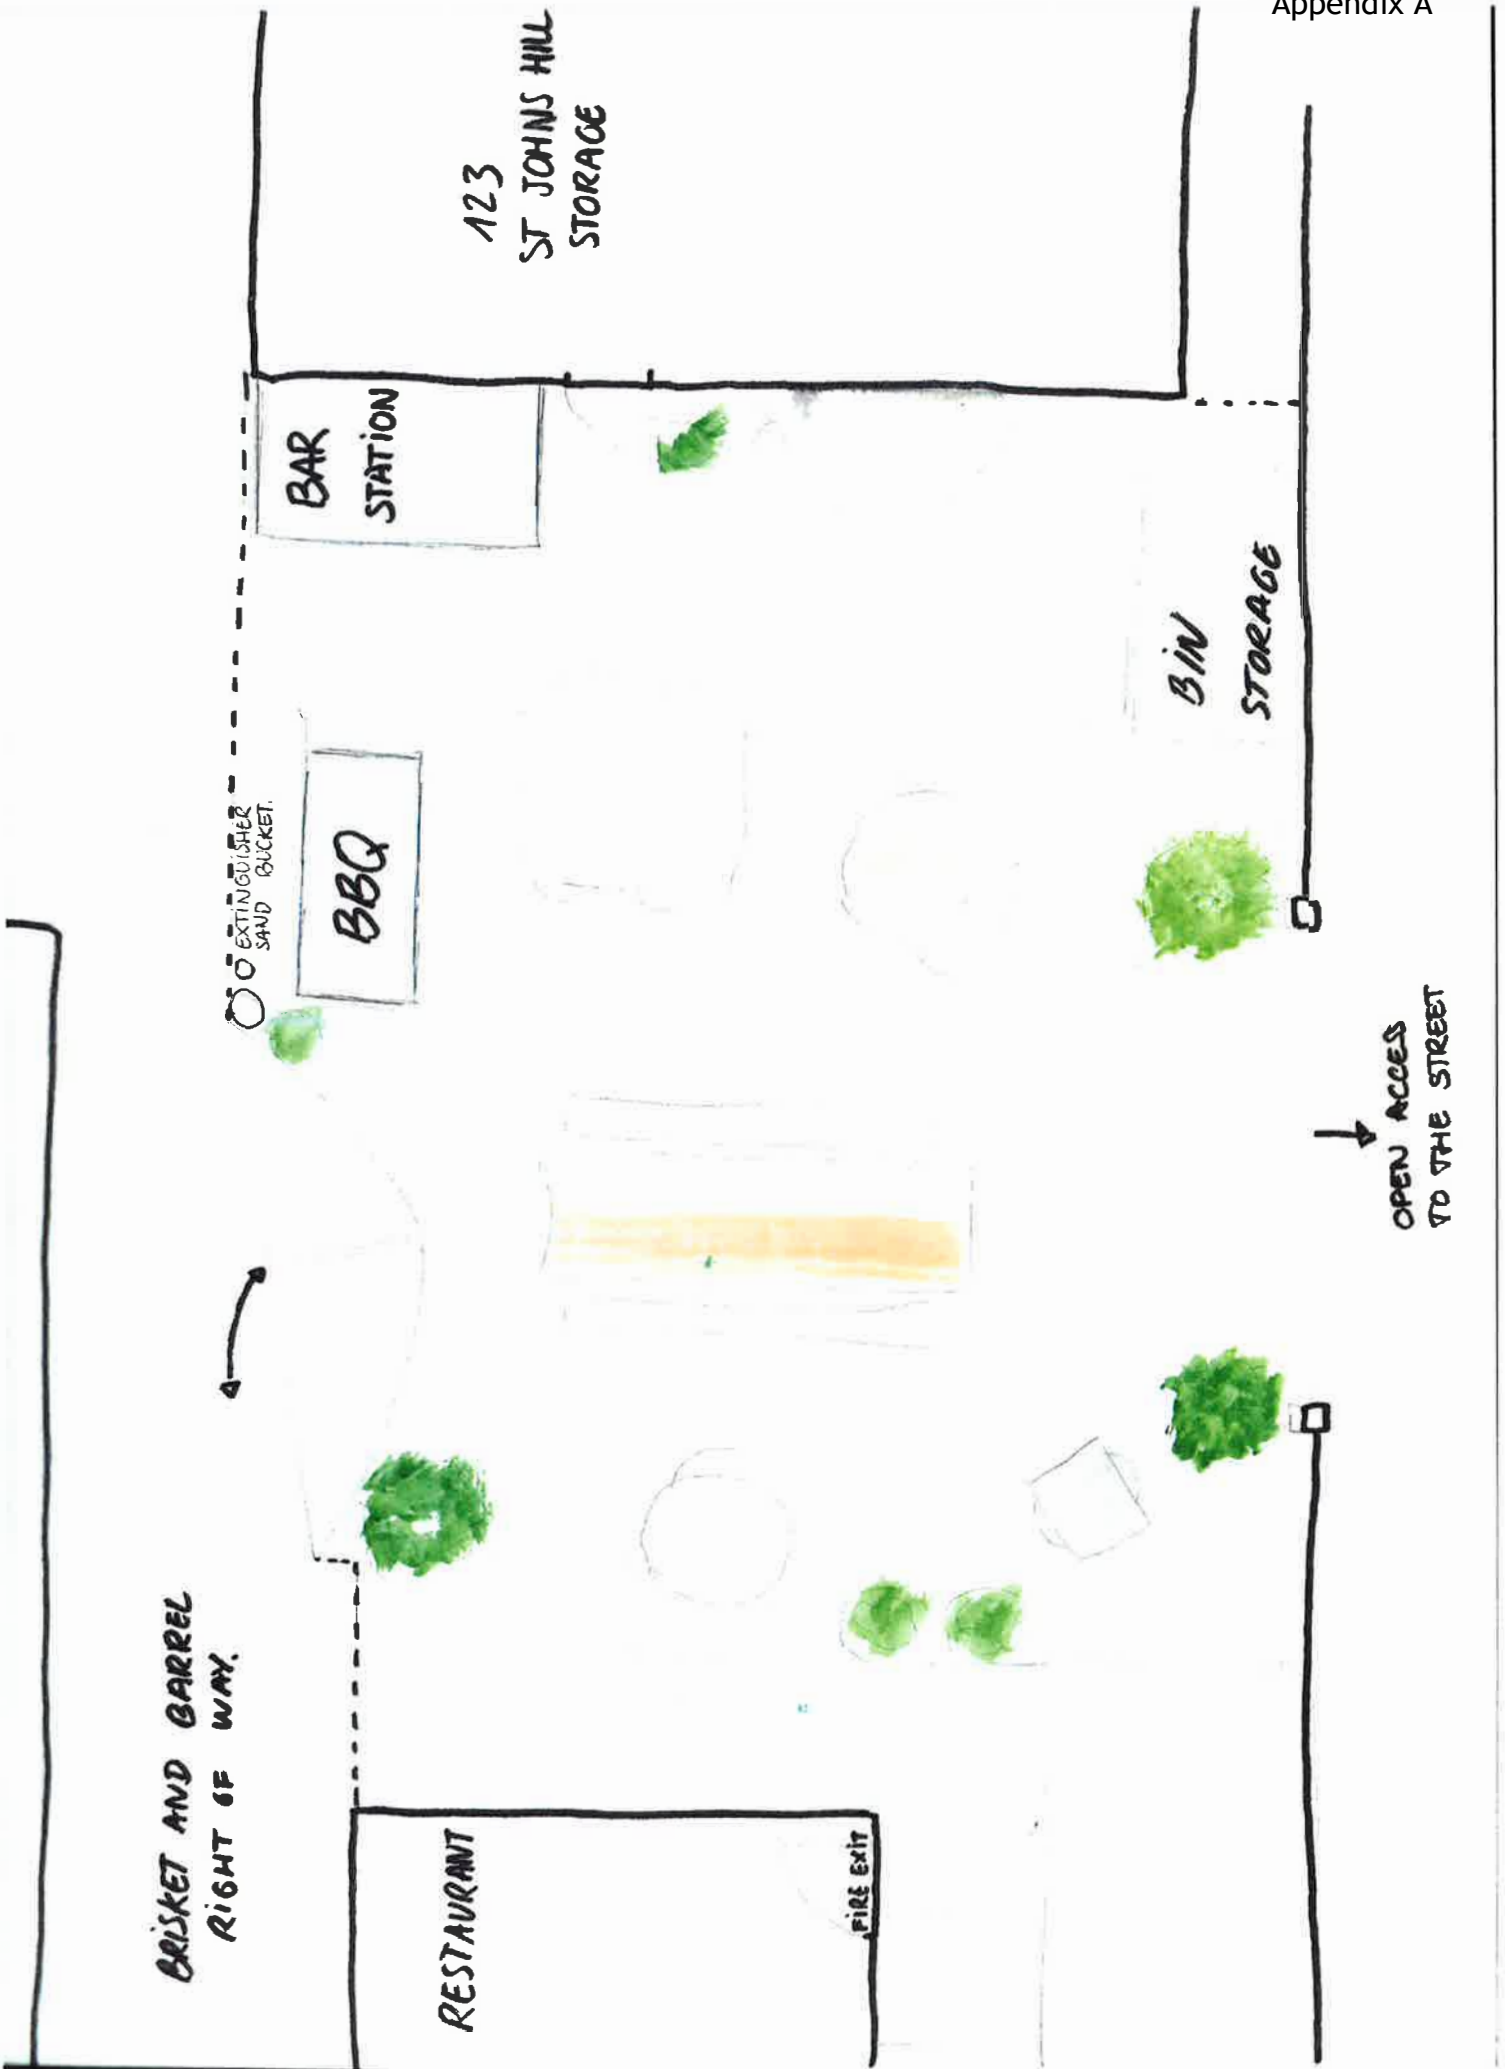 Appendix A
123
ST JOHNS HILL
STORAGE
BAR
STATION
EXTINGUISHER
SAND BUCKET.
BBQ
BIN
STORAGE
OPEN ACCES
TO THE STREET
BRISKET AND BARREL
RIGHT OF WAY.
RESTAURANT
FIRE EXIT